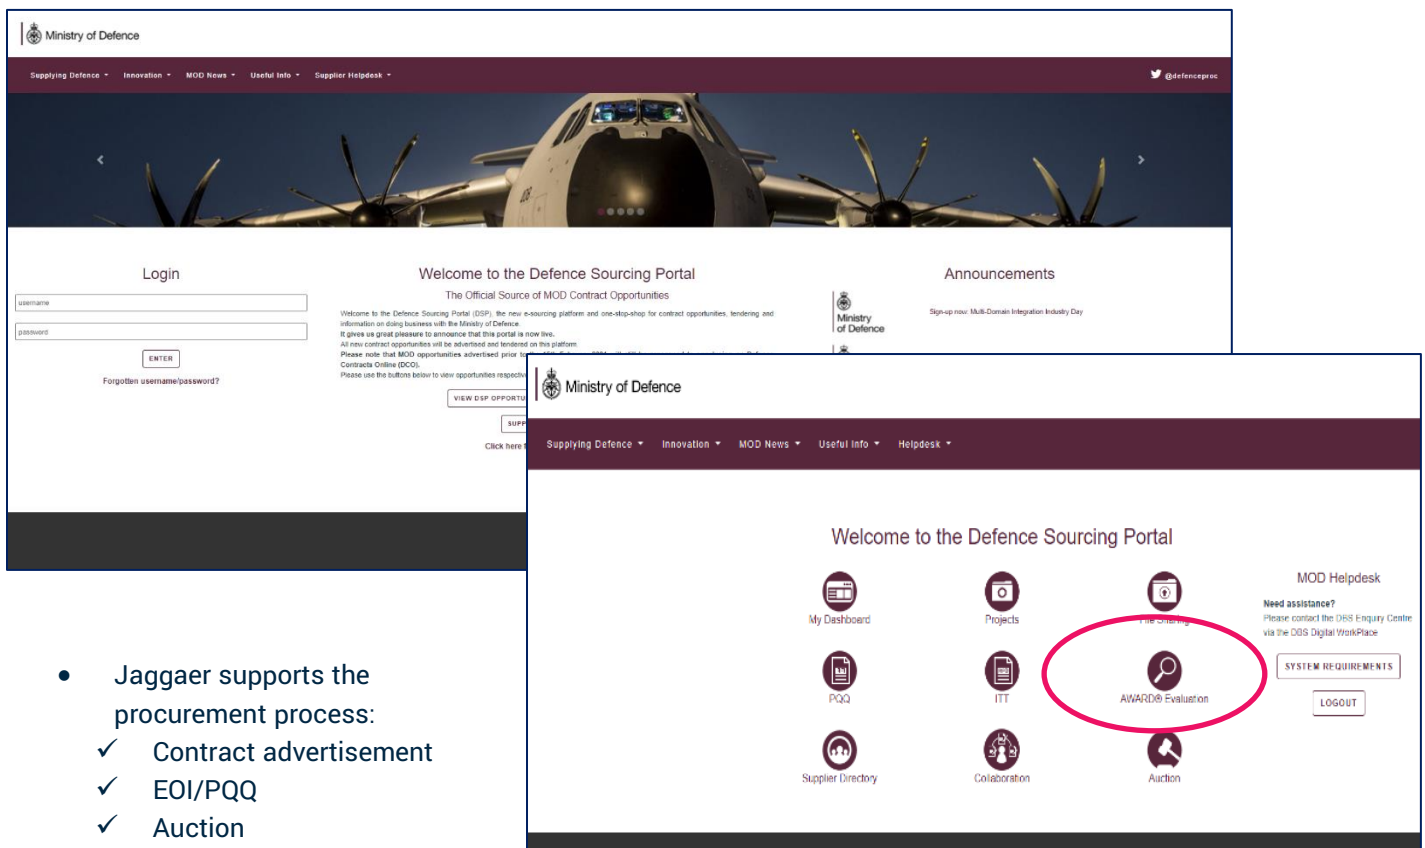 Ministry of Defence
Supplying Defence Innovation MOD News Useful Info Supplier Helpdesk @defenceproc
Login
username
password
ENTER
Forgotten username/password?
Welcome to the Defence Sourcing Portal
The Official Source of MOD Contract Opportunities
Welcome to the Defence Sourcing Portal (DSP), the new e-sourcing platform and one-stop-shop for contract opportunities, tendering and
information on doing business with the Ministry of Defence.
It gives us great pleasure to announce that this portal is now live.
All new contract opportunities will be advertised and tendered on this platform
Please note that MOD opportunities advertised prior to
Contracts Online (DCO).
Please use the buttons below to view opportunities respective
VIEW DSP OPPORTU
SUPP
Click here
Announcements
Ministry
of Defence
Sign-up now: Multi-Domain Integration Industry Day
Ministry of Defence
Supplying Defence Innovation MOD News Useful Info Helpdesk
Welcome to the Defence Sourcing Portal
My Dashboard
Projects
File Sharing
PQQ
ITT
AWARD® Evaluation
Supplier Directory
Collaboration
Auction
MOD Helpdesk
Need assistance?
Please contact the DBS Enquiry Centre
via the DBS Digital WorkPlace
SYSTEM REQUIREMENTS
LOGOUT
● Jaggaer supports the
procurement process:
✓ Contract advertisement
✓ EOI/PQQ
✓ Auction